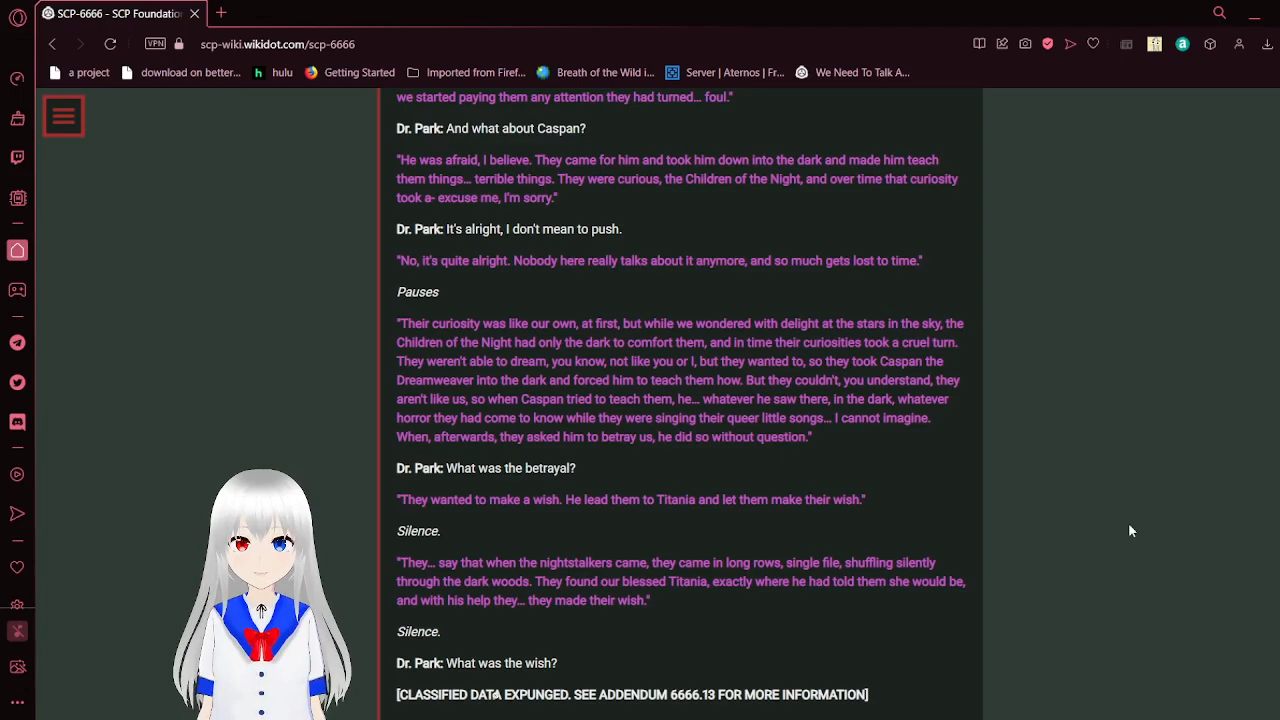 SCP-6666 - SCP Foundation
scp-wiki.wikidot.com/scp-6666
VPN
a project
download on better...
hulu
Getting Started
Imported from Firef...
Breath of the Wild i...
Server | Aternos | Fr...
We Need To Talk A...
we started paying them any attention they had turned… foul."
Dr. Park: And what about Caspan?
"He was afraid, I believe. They came for him and took him down into the dark and made him teach
them things… terrible things. They were curious, the Children of the Night, and over time that curiosity
took a- excuse me, I'm sorry."
Dr. Park: It's alright, I don't mean to push.
"No, it's quite alright. Nobody here really talks about it anymore, and so much gets lost to time."
Pauses
"Their curiosity was like our own, at first, but while we wondered with delight at the stars in the sky, the
Children of the Night had only the dark to comfort them, and in time their curiosities took a cruel turn.
They weren't able to dream, you know, not like you or I, but they wanted to, so they took Caspan the
Dreamweaver into the dark and forced him to teach them how. But they couldn't, you understand, they
aren't like us, so when Caspan tried to teach them, he… whatever he saw there, in the dark, whatever
horror they had come to know while they were singing their queer little songs… I cannot imagine.
When, afterwards, they asked him to betray us, he did so without question."
Dr. Park: What was the betrayal?
"They wanted to make a wish. He lead them to Titania and let them make their wish."
Silence.
"They… say that when the nightstalkers came, they came in long rows, single file, shuffling silently
through the dark woods. They found our blessed Titania, exactly where he had told them she would be,
and with his help they… they made their wish."
Silence.
Dr. Park: What was the wish?
[CLASSIFIED DATA EXPUNGED. SEE ADDENDUM 6666.13 FOR MORE INFORMATION]